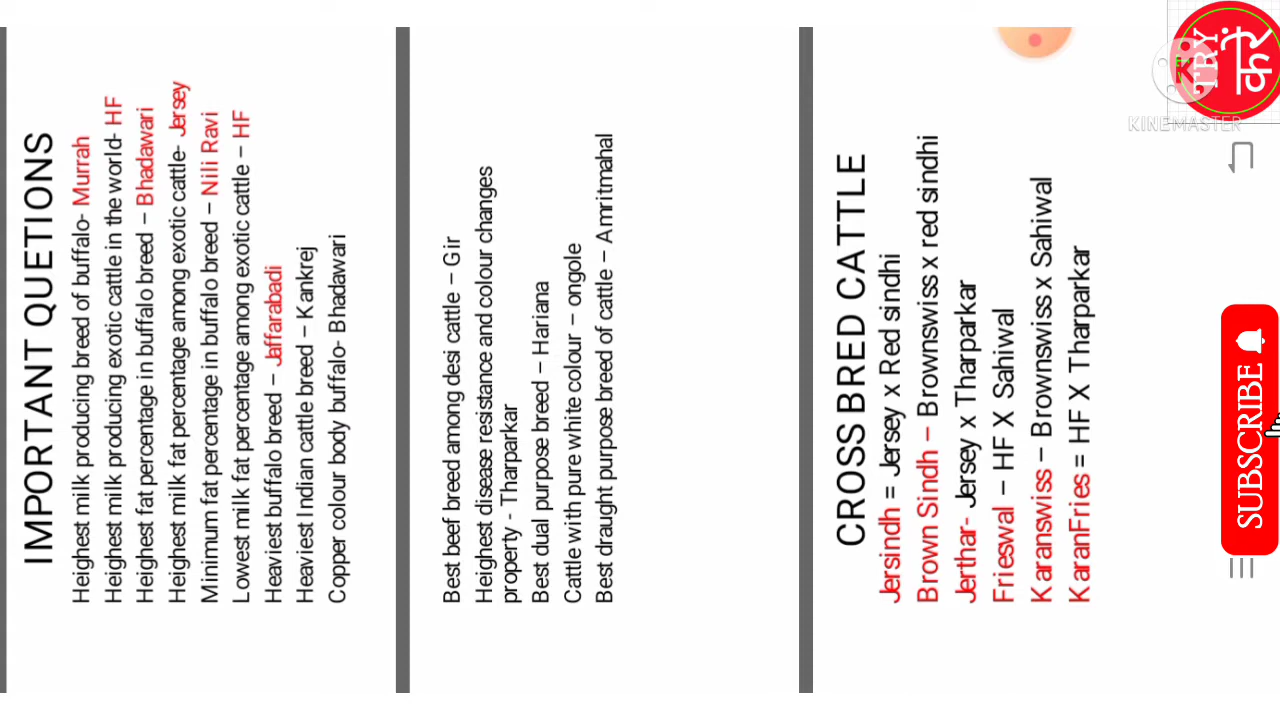 IMPORTANT QUETIONS
Heighest milk producing breed of buffalo- Murrah
Highest milk producing exotic cattle in the world- HF
Highest fat percentage in buffalo breed – Bhadawari
Highest milk fat percentage among exotic cattle- Jersey
Minimum fat percentage in buffalo breed – Nili Ravi
Lowest milk fat percentage among exotic cattle – HF
Heaviest buffalo breed – Jaffarabadi
Heaviest Indian cattle breed – Kankrej
Copper colour body buffalo- Bhadawari
Best beef breed among desi cattle – Gir
Heighest disease resistance and colour changes
property - Tharparkar
Best dual purpose breed – Hariana
Cattle with pure white colour – ongole
Best draught purpose breed of cattle – Amritmahal
CROSS BRED CATTLE
Jersindh = Jersey x Red sindhi
Brown Sindh – Brownswiss x red sindhi
Jerthar- Jersey x Tharparkar
Frieswal – HF X Sahiwal
Karanswiss – Brownswiss x Sahiwal
KaranFries = HF X Tharparkar
TRY
करें
KINEMASTER
SUBSCRIBE